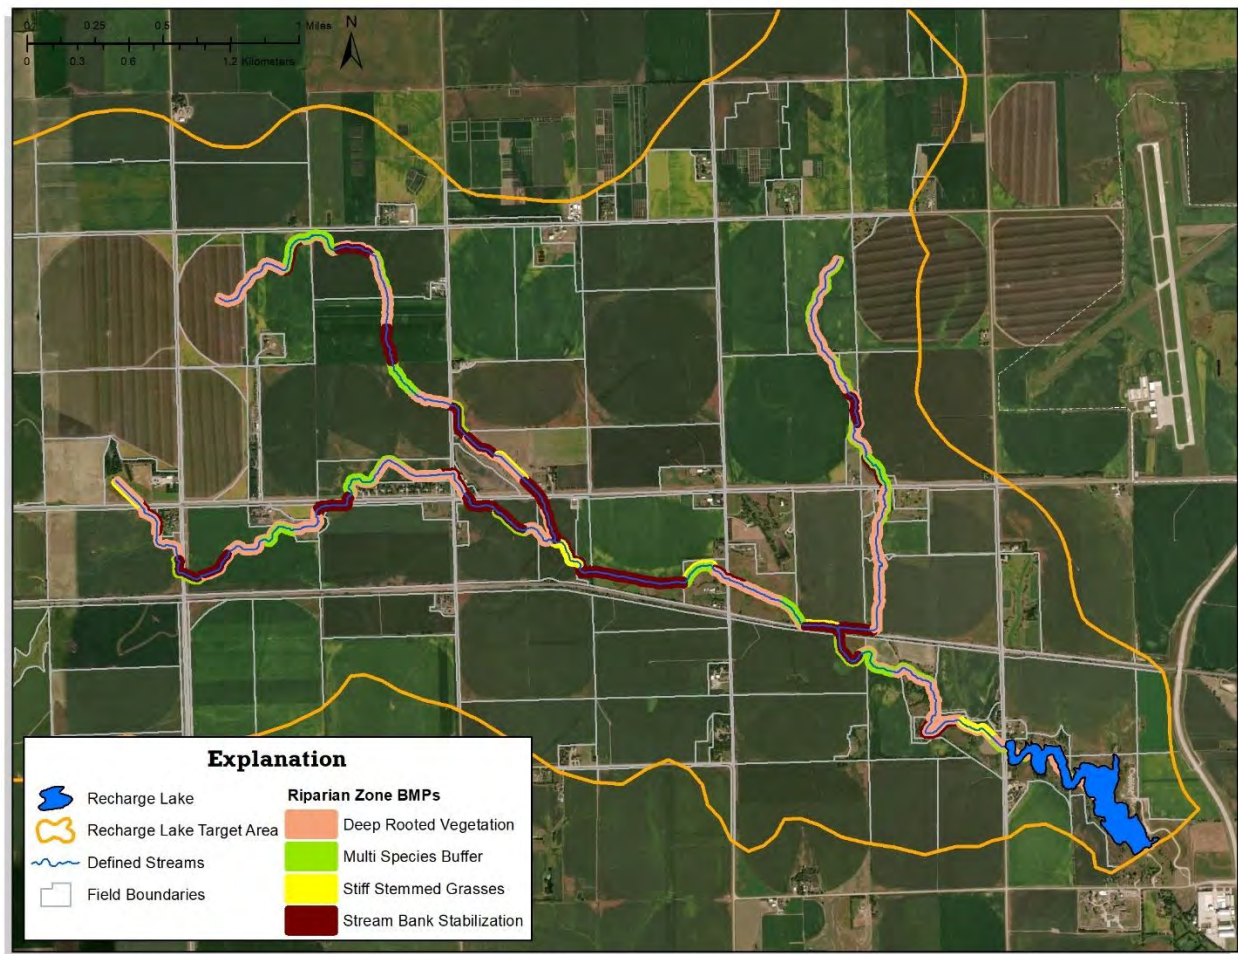 0 0.25 0.5 1 Miles
0 0.3 0.6 1.2 Kilometers
N
Explanation
Recharge Lake
Recharge Lake Target Area
Defined Streams
Field Boundaries
Riparian Zone BMPs
Deep Rooted Vegetation
Multi Species Buffer
Stiff Stemmed Grasses
Stream Bank Stabilization